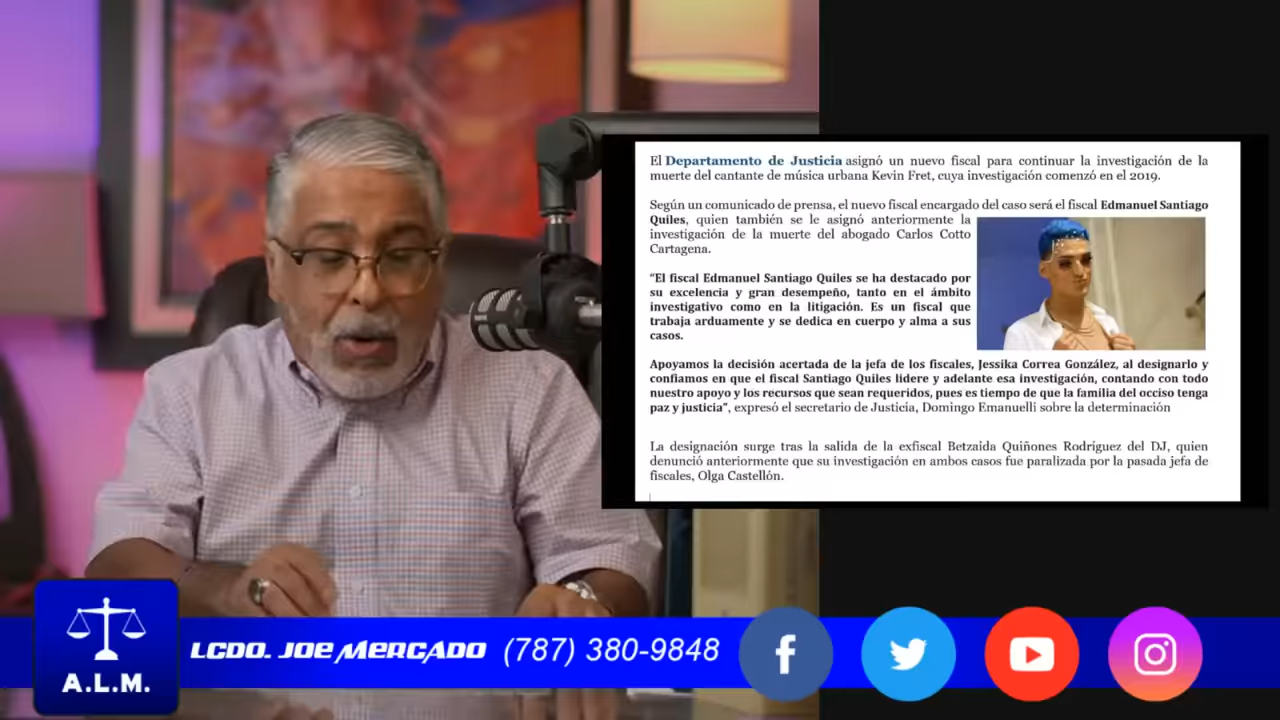 El Departamento de Justicia asignó un nuevo fiscal para continuar la investigación de la
muerte del cantante de música urbana Kevin Fret, cuya investigación comenzó en el 2019.
Según un comunicado de prensa, el nuevo fiscal encargado del caso será el fiscal Edmanuel Santiago
Quiles, quien también se le asignó anteriormente la
investigación de la muerte del abogado Carlos Cotto
Cartagena.
"El fiscal Edmanuel Santiago Quiles se ha destacado por
su excelencia y gran desempeño, tanto en el ámbito
investigativo como en la litigación. Es un fiscal que
trabaja arduamente y se dedica en cuerpo y alma a sus
casos.
Apoyamos la decisión acertada de la jefa de los fiscales, Jessika Correa González, al designarlo y
confiamos en que el fiscal Santiago Quiles lidere y adelante esa investigación, contando con todo
nuestro apoyo y los recursos que sean requeridos, pues es tiempo de que la familia del occiso tenga
paz y justicia", expresó el secretario de Justicia, Domingo Emanuelli sobre la determinación
La designación surge tras la salida de la exfiscal Betzaida Quiñones Rodríguez del DJ, quien
denunció anteriormente que su investigación en ambos casos fue paralizada por la pasada jefa de
fiscales, Olga Castellón.
A.L.M.
LCDO. JOE MERCADO (787) 380-9848